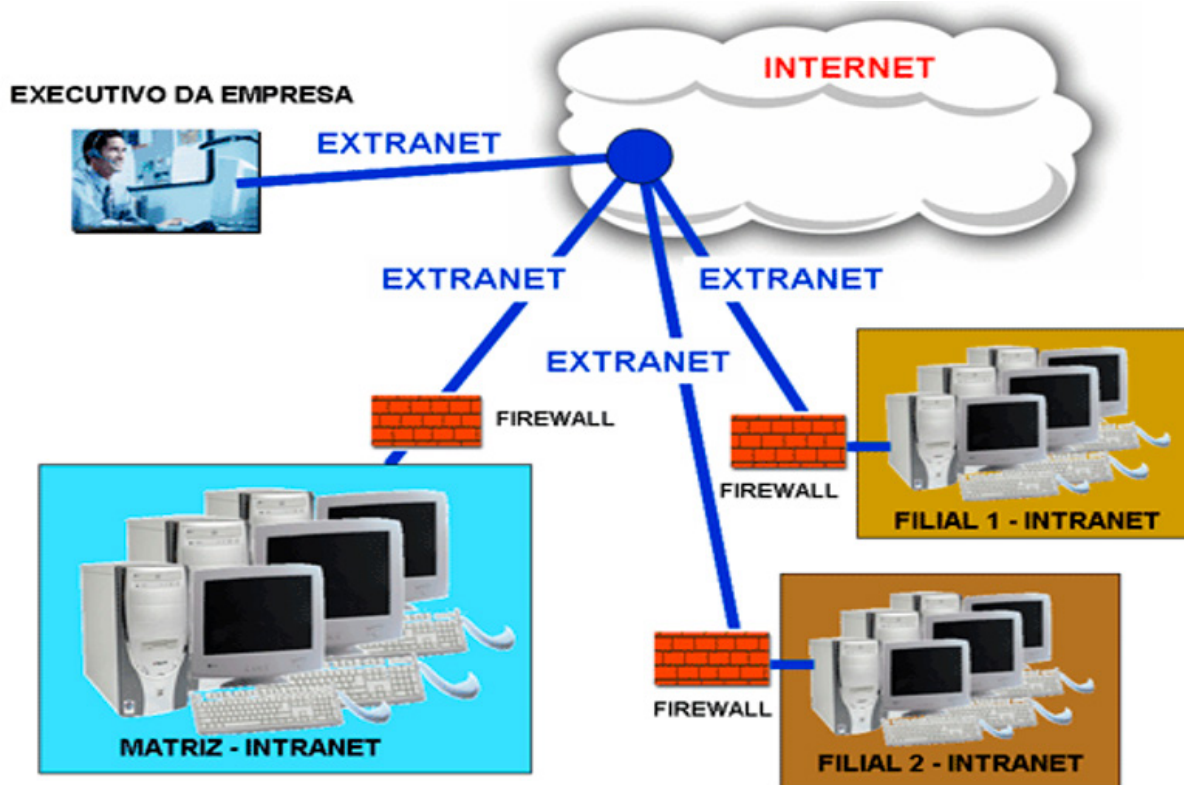 INTERNET
EXECUTIVO DA EMPRESA
EXTRANET
EXTRANET
EXTRANET
EXTRANET
FIREWALL
FIREWALL
FILIAL 1 - INTRANET
FIREWALL
MATRIZ - INTRANET
FILIAL 2 - INTRANET